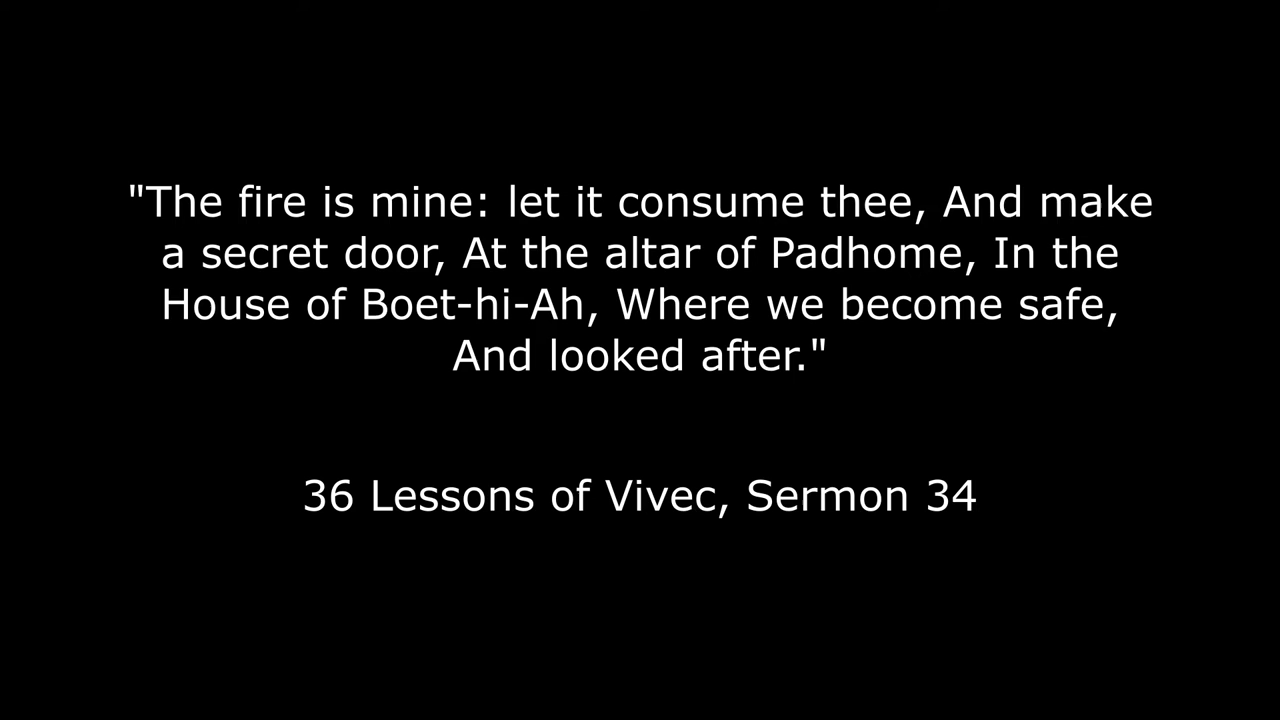 "The fire is mine: let it consume thee, And make
a secret door, At the altar of Padhome, In the
House of Boet-hi-Ah, Where we become safe,
And looked after."
36 Lessons of Vivec, Sermon 34